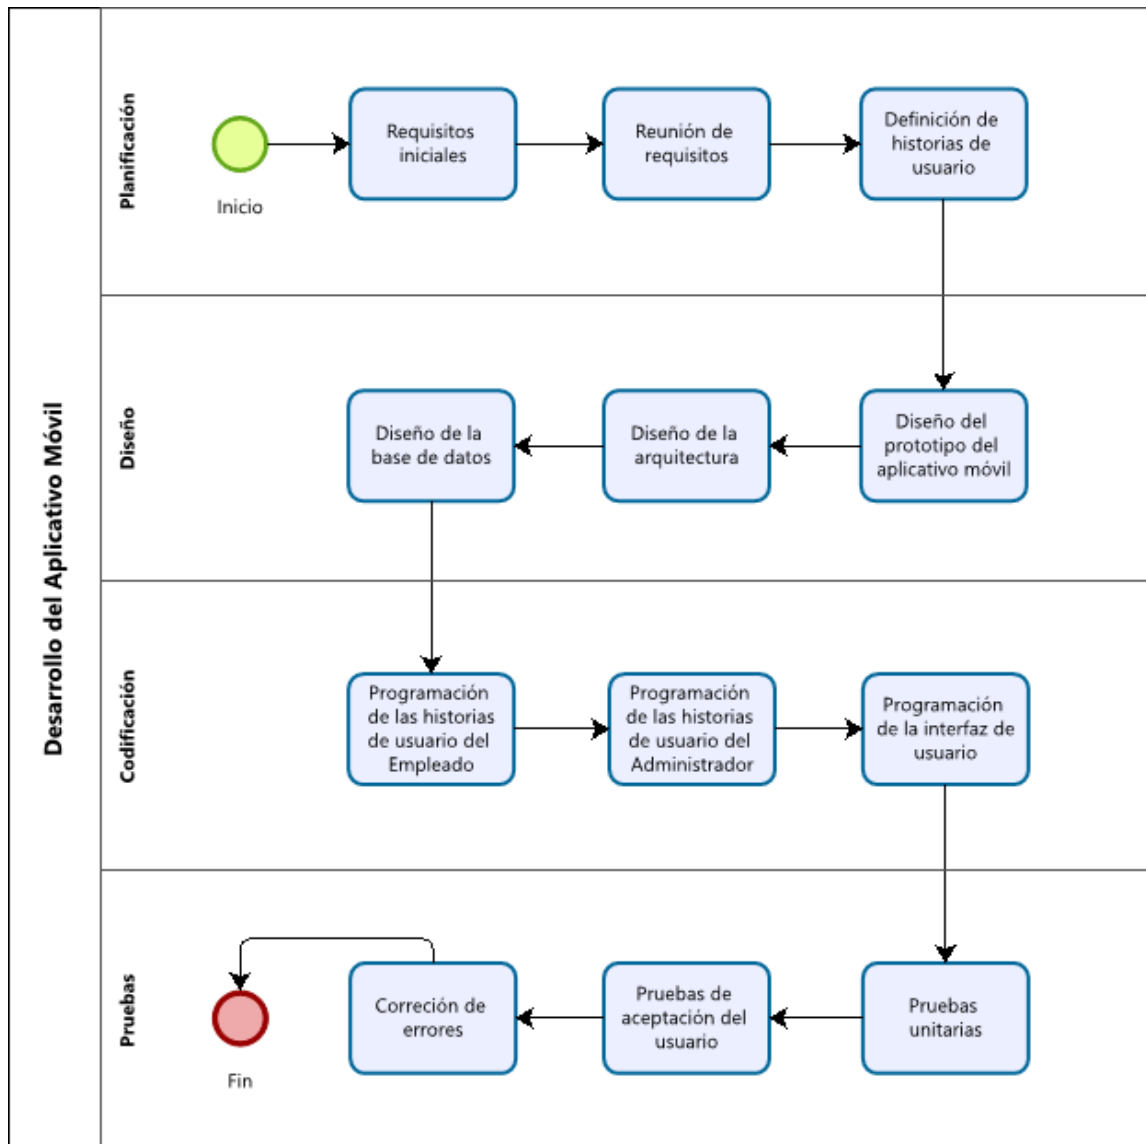 Desarrollo del Aplicativo Móvil
Planificación
Inicio
Requisitos
iniciales
Reunión de
requisitos
Definición de
historias de
usuario
Diseño
Diseño del
prototipo del
aplicativo móvil
Diseño de la
arquitectura
Diseño de la
base de datos
Codificación
Programación
de las historias
de usuario del
Empleado
Programación
de las historias
de usuario del
Administrador
Programación
de la interfaz de
usuario
Pruebas
Pruebas
unitarias
Pruebas de
aceptación del
usuario
Correción de
errores
Fin